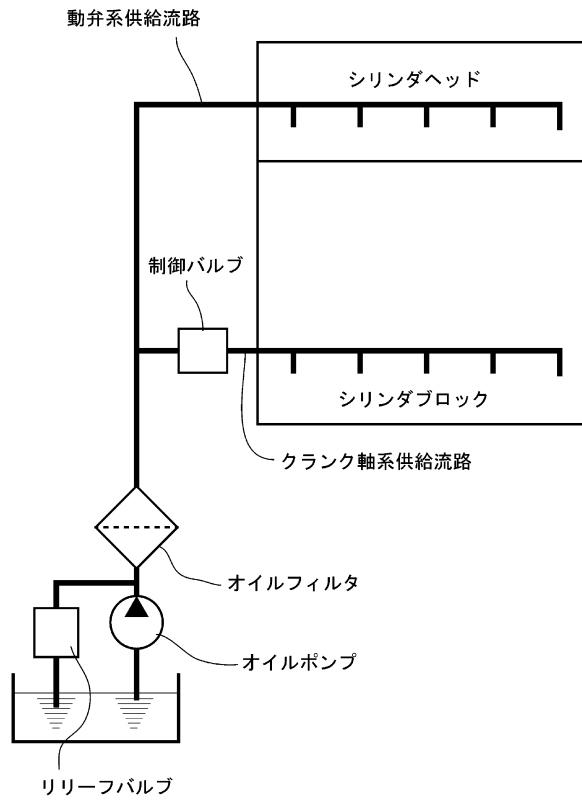 動弁系供給流路
シリンダヘッド
制御バルブ
シリンダブロック
クランク軸系供給流路
オイルフィルタ
オイルポンプ
リリーフバルブ